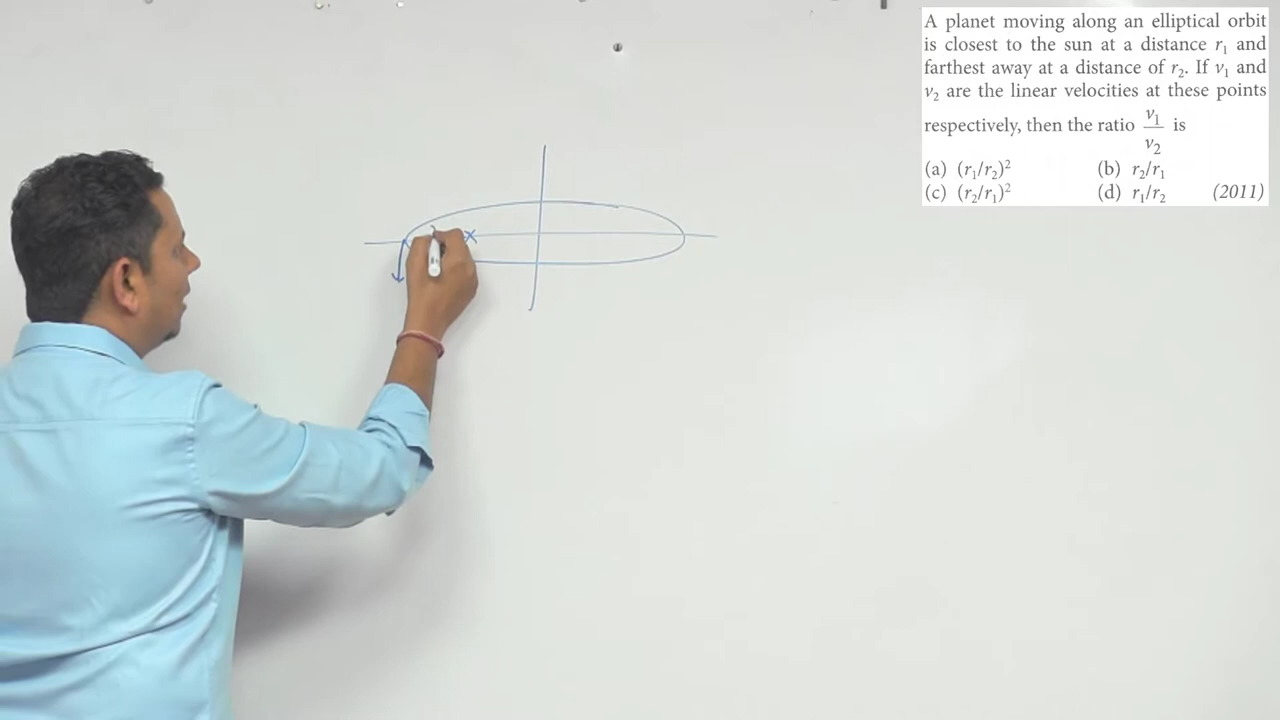 A planet moving along an elliptical orbit
is closest to the sun at a distance r₁ and
farthest away at a distance of r₂. If v₁ and
v₂ are the linear velocities at these points
respectively, then the ratio v₁/v₂ is
(a) (r₁/r₂)² (b) r₂/r₁
(c) (r₂/r₁)² (d) r₁/r₂ (2011)